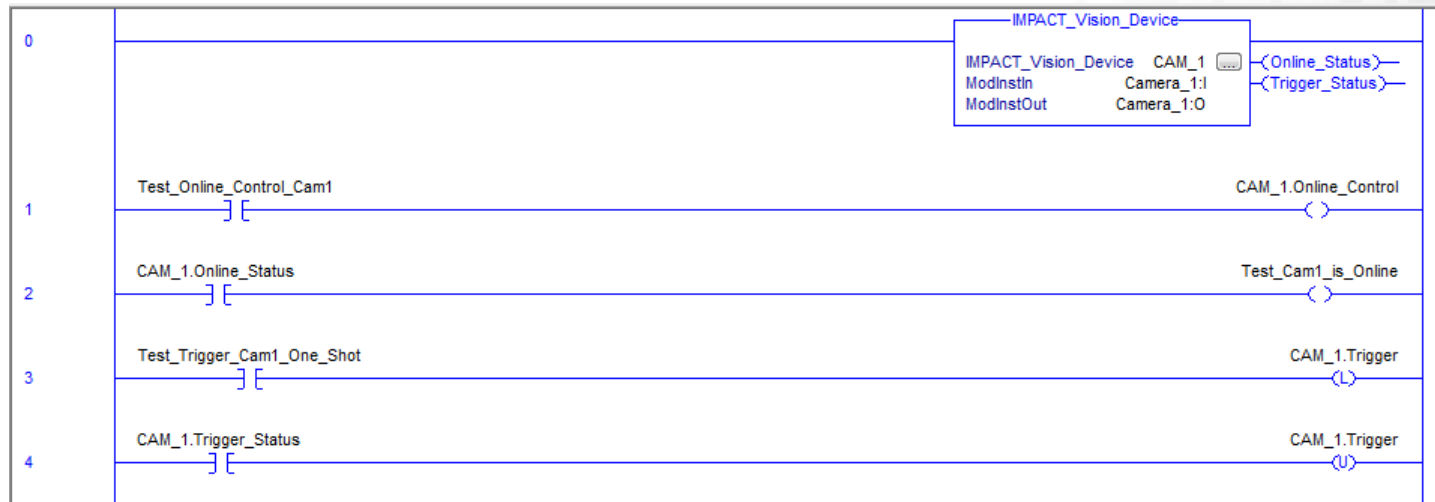 IMPACT_Vision_Device
0
IMPACT_Vision_Device CAM_1 ... (Online_Status)
ModInstIn Camera_1:I (Trigger_Status)
ModInstOut Camera_1:O
Test_Online_Control_Cam1 CAM_1.Online_Control
1
CAM_1.Online_Status Test_Cam1_is_Online
2
Test_Trigger_Cam1_One_Shot CAM_1.Trigger
3 L
CAM_1.Trigger_Status CAM_1.Trigger
4 U